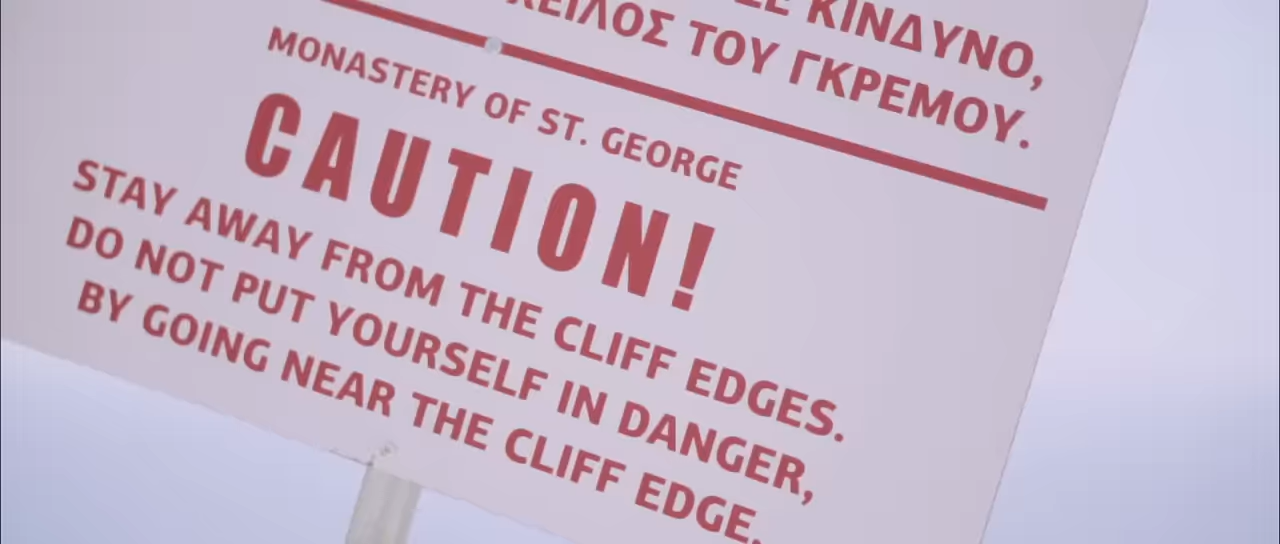 ΚΙΝΔΥΝΟ,
ΧΕΙΛΟΣ ΤΟΥ ΓΚΡΕΜΟΥ.
MONASTERY OF ST. GEORGE
CAUTION!
STAY AWAY FROM THE CLIFF EDGES.
DO NOT PUT YOURSELF IN DANGER,
BY GOING NEAR THE CLIFF EDGE.